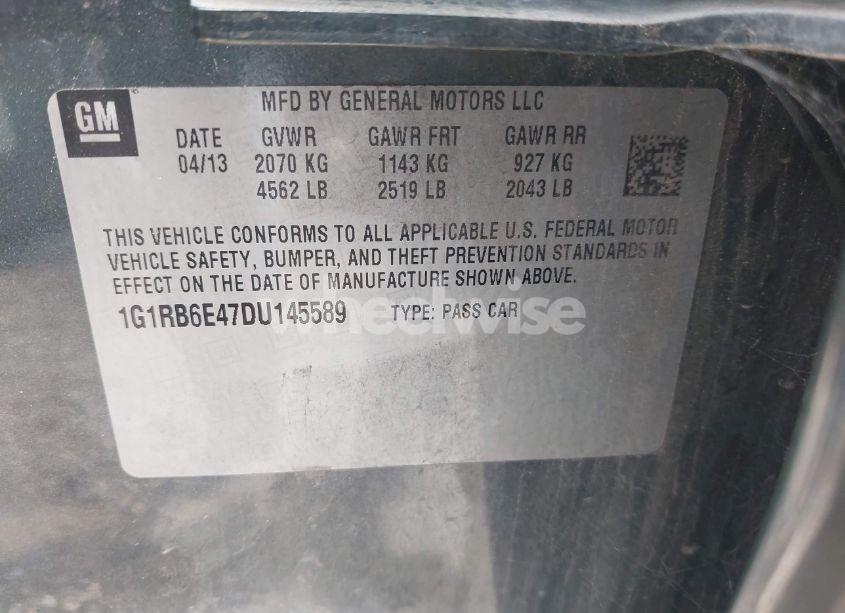 GM
MFD BY GENERAL MOTORS LLC
DATE GVWR GAWR FRT GAWR RR
04/13 2070 KG 1143 KG 927 KG
4562 LB 2519 LB 2043 LB
THIS VEHICLE CONFORMS TO ALL APPLICABLE U.S. FEDERAL MOTOR
VEHICLE SAFETY, BUMPER, AND THEFT PREVENTION STANDARDS IN
EFFECT ON THE DATE OF MANUFACTURE SHOWN ABOVE.
1G1RB6E47DU145589 TYPE: PASS CAR
wheelwise